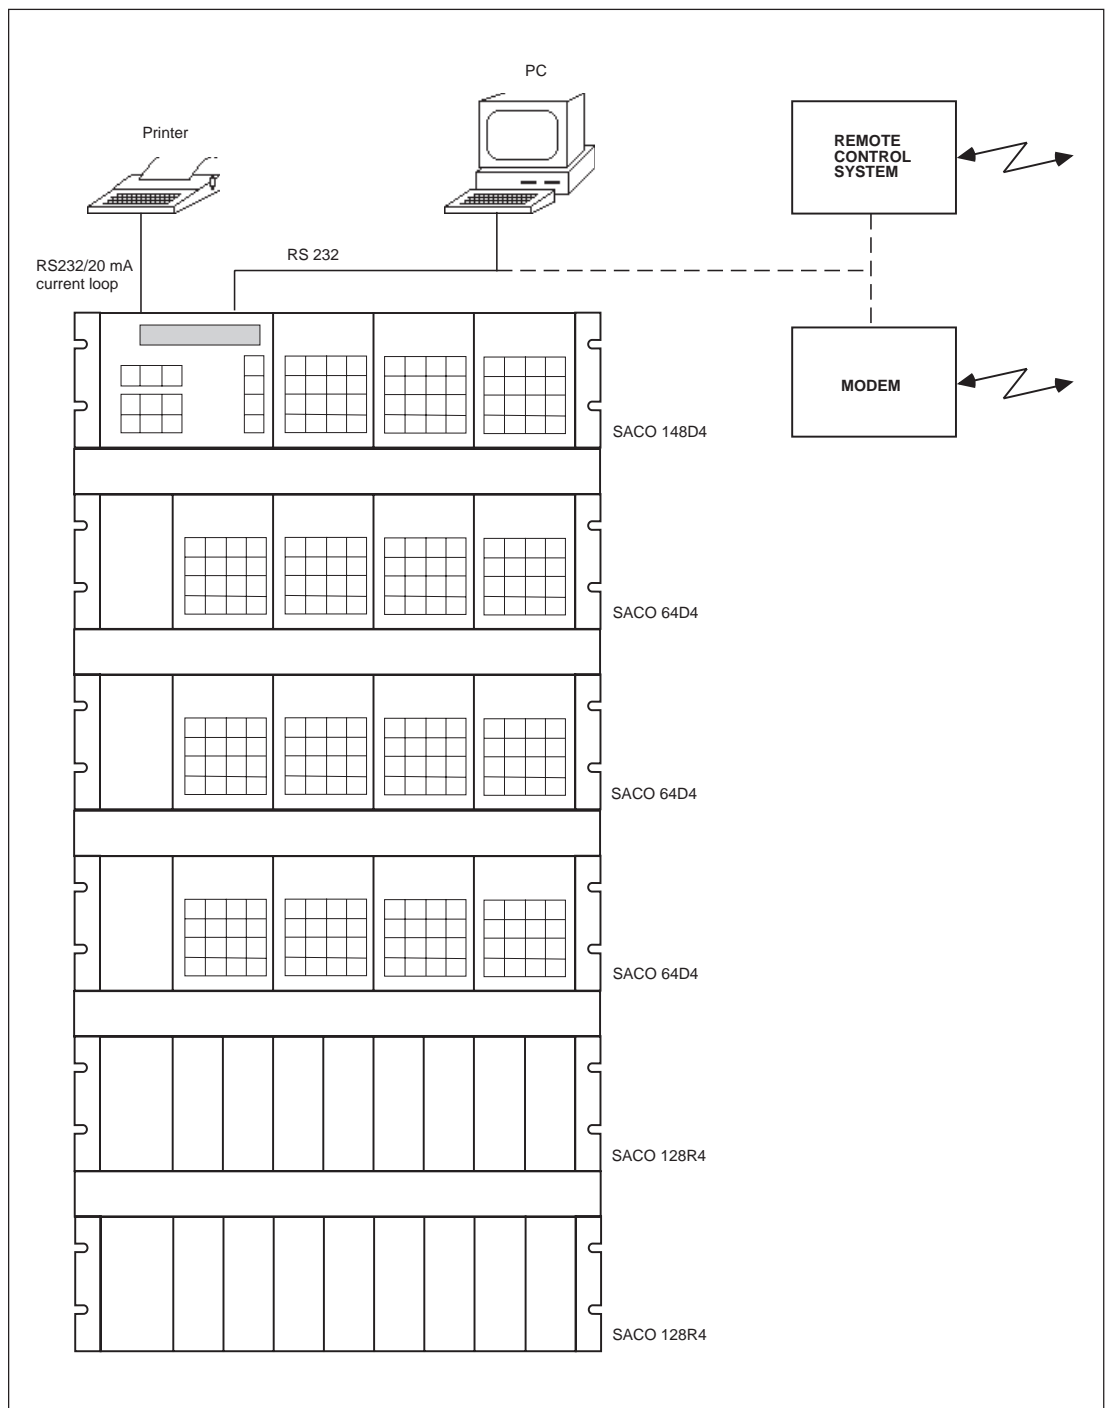 PC
Printer
REMOTE
CONTROL
SYSTEM
RS 232
RS232/20 mA
current loop
MODEM
SACO 148D4
SACO 64D4
SACO 64D4
SACO 64D4
SACO 128R4
SACO 128R4